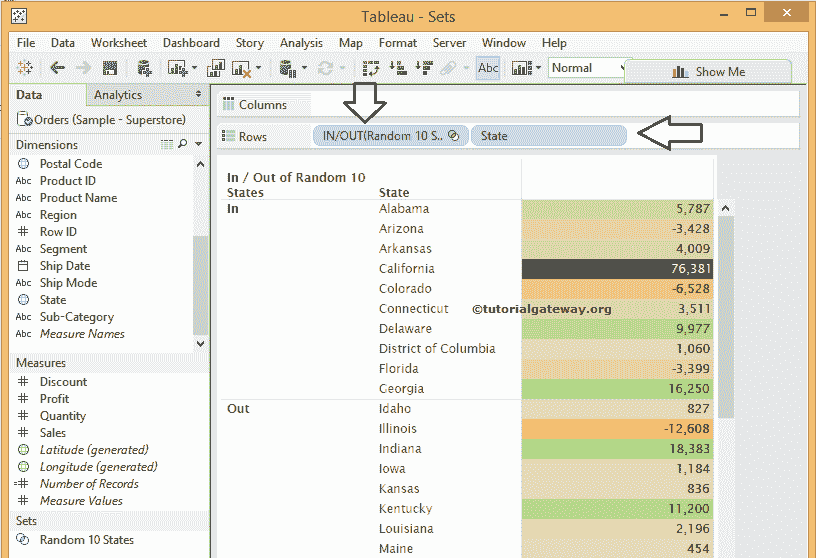 Tableau - Sets
File Data Worksheet Dashboard Story Analysis Map Format Server Window Help
Abc Normal Show Me
Data Analytics
Orders (Sample - Superstore)
Dimensions
Postal Code
Abc Product ID
Abc Product Name
Abc Region
# Row ID
Abc Segment
Ship Date
Abc Ship Mode
State
Abc Sub-Category
Abc Measure Names
Measures
# Discount
# Profit
# Quantity
# Sales
Latitude (generated)
Longitude (generated)
=# Number of Records
# Measure Values
Sets
Random 10 States
Columns
Rows IN/OUT(Random 10 S.. State
In / Out of Random 10
States State
In Alabama 5,787
Arizona -3,428
Arkansas 4,009
California 76,381
Colorado -6,528
Connecticut ©tutorialgateway.org 3,511
Delaware 9,977
District of Columbia 1,060
Florida -3,399
Georgia 16,250
Out Idaho 827
Illinois -12,608
Indiana 18,383
Iowa 1,184
Kansas 836
Kentucky 11,200
Louisiana 2,196
Maine 454